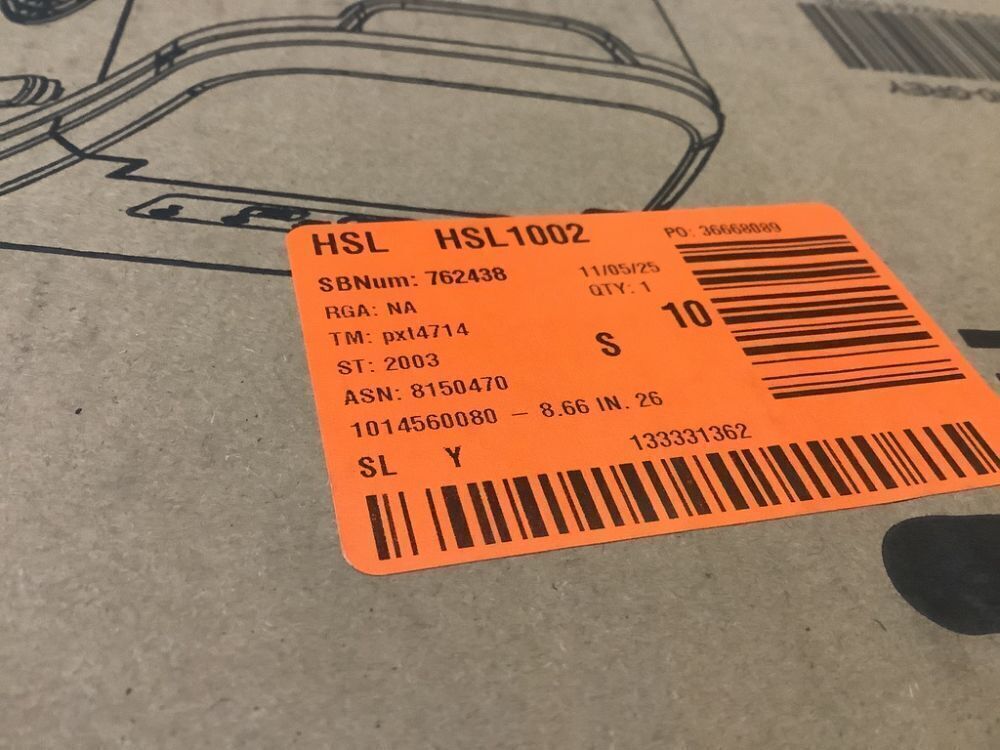 HSL HSL1002
PO: 36668089
SBNum: 762438
11/05/25
RGA: NA
QTY: 1
TM: pxt4714
S
10
ST: 2003
ASN: 8150470
1014560080 – 8.66 IN. 26
SL Y
133331362